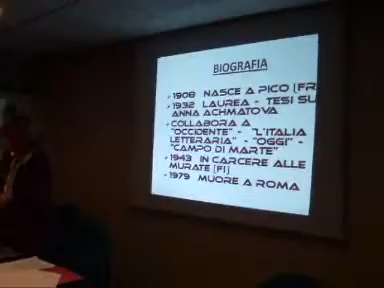 BIOGRAFIA
1908 NASCE A PICO (FR
1932 LAUREA - TESI SU
ANNA ACHMATOVA
COLLABORA A
"OCCIDENTE" - "L'ITALIA
LETTERARIA" - "OGGI" -
"CAMPO DI MARTE"
1943 IN CARCERE ALLE
MURATE (FI)
1979 MUORE A ROMA